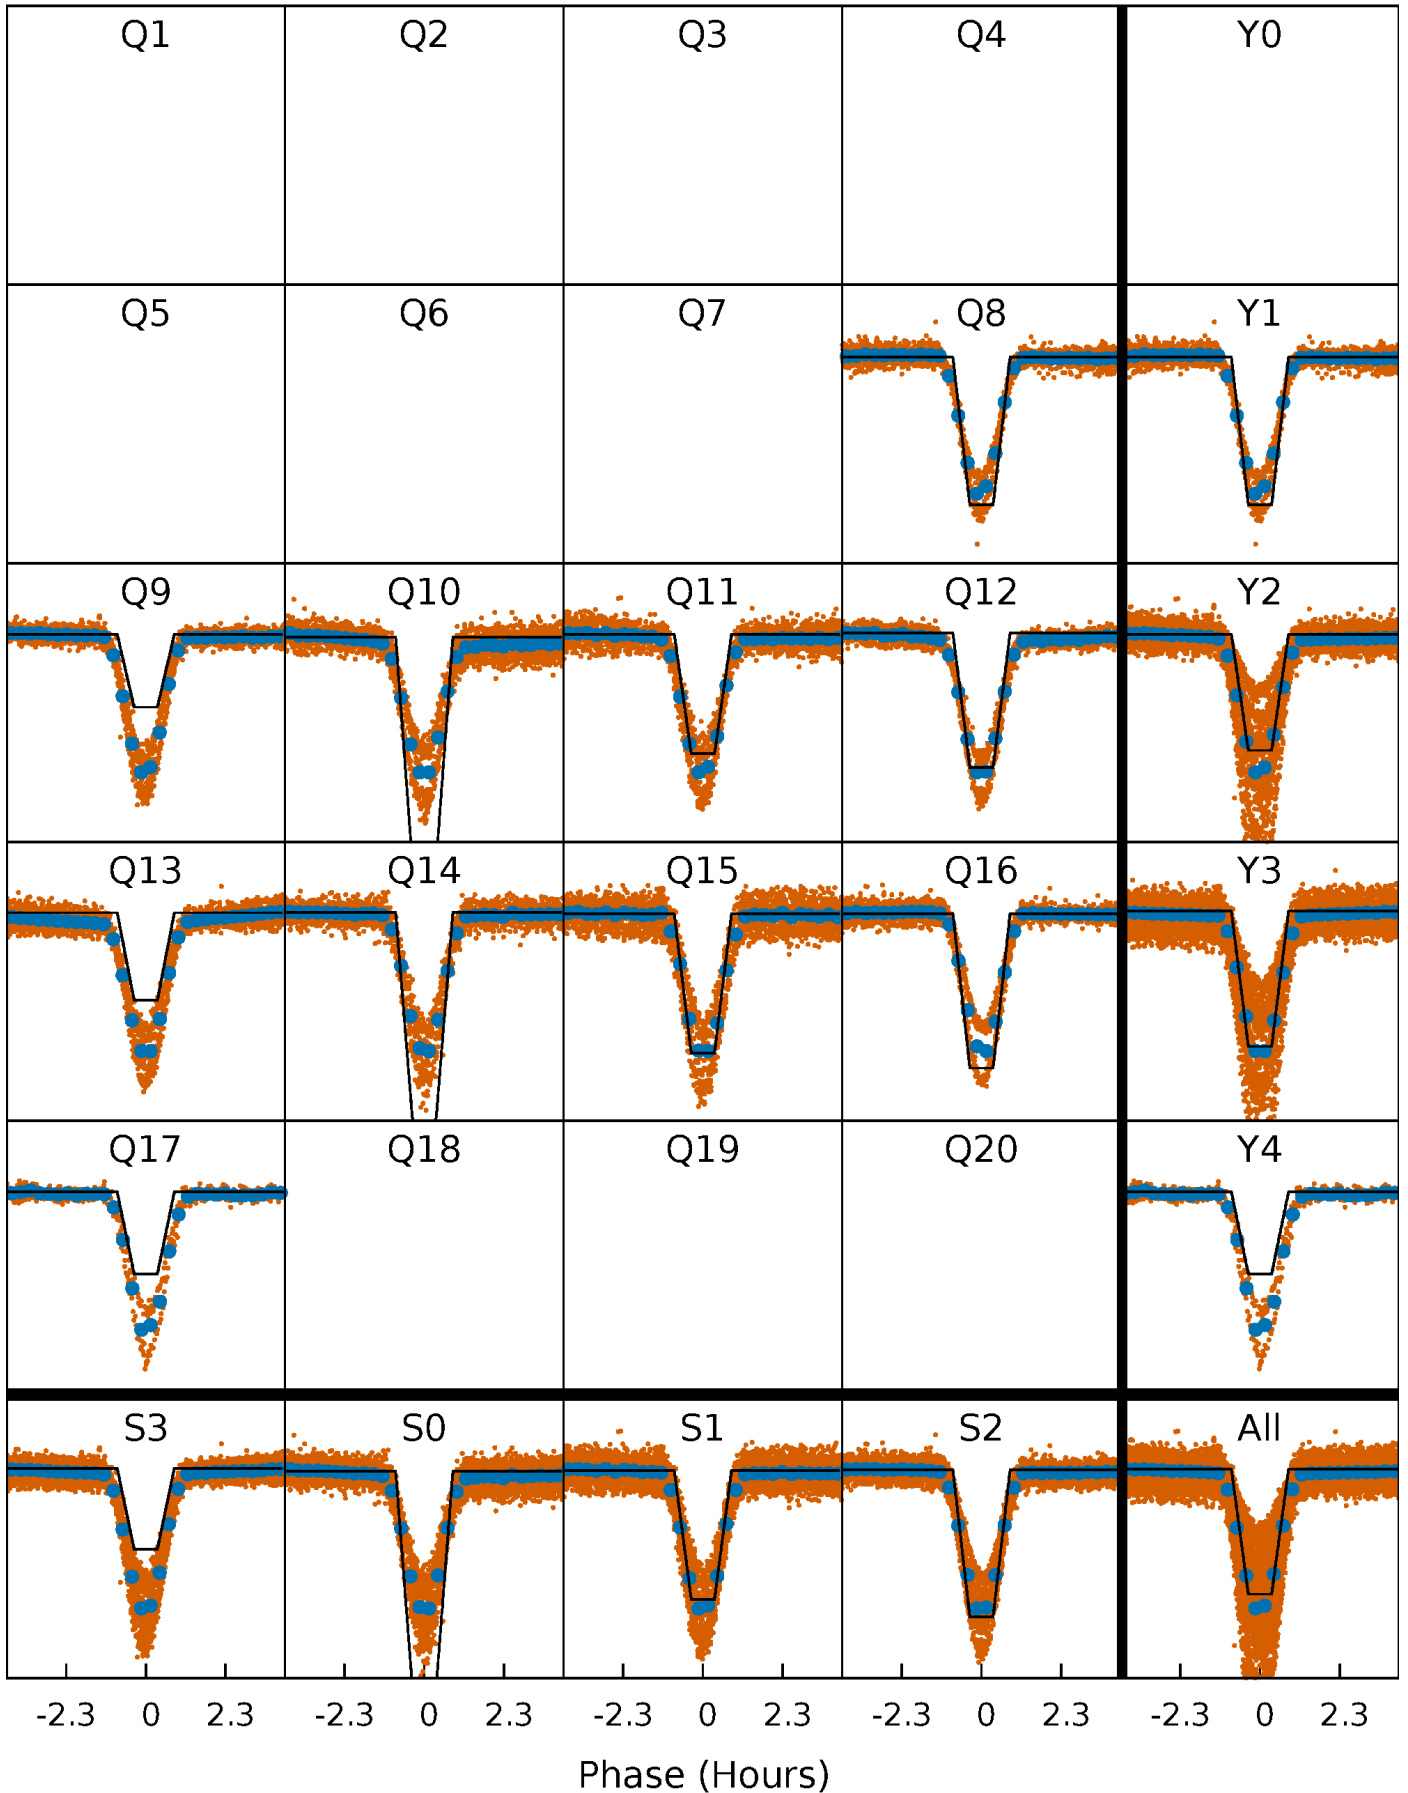 Q1 Q2 Q3 Q4 Y0
Q5 Q6 Q7 Q8 Y1
Q9 Q10 Q11 Q12 Y2
Q13 Q14 Q15 Q16 Y3
Q17 Q18 Q19 Q20 Y4
S3 S0 S1 S2 All
-2.3 0 2.3 -2.3 0 2.3 -2.3 0 2.3 -2.3 0 2.3 -2.3 0 2.3
Phase (Hours)